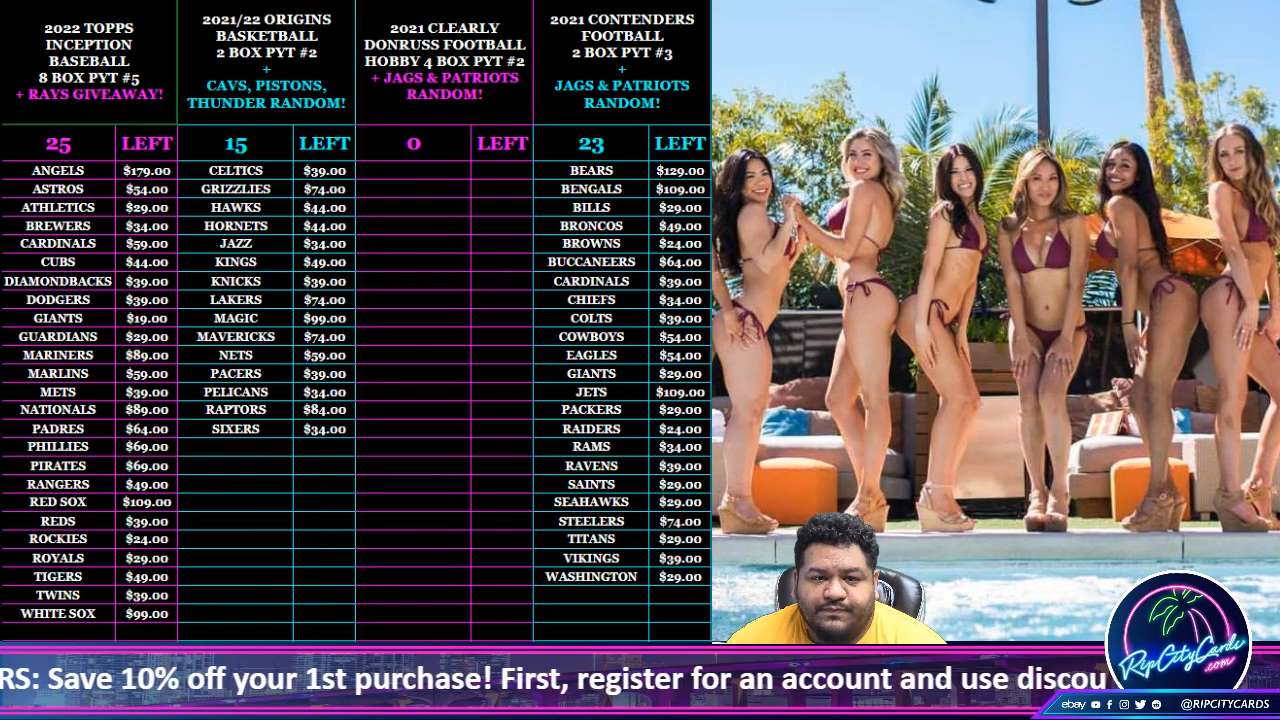 2022 TOPPS
INCEPTION
BASEBALL
8 BOX PYT #5
+ RAYS GIVEAWAY!
25 LEFT
ANGELS $179.00
ASTROS $54.00
ATHLETICS $29.00
BREWERS $34.00
CARDINALS $59.00
CUBS $44.00
DIAMONDBACKS $39.00
DODGERS $39.00
GIANTS $19.00
GUARDIANS $29.00
MARINERS $89.00
MARLINS $59.00
METS $39.00
NATIONALS $89.00
PADRES $64.00
PHILLIES $69.00
PIRATES $69.00
RANGERS $49.00
RED SOX $109.00
REDS $39.00
ROCKIES $24.00
ROYALS $29.00
TIGERS $49.00
TWINS $39.00
WHITE SOX $99.00
2021/22 ORIGINS
BASKETBALL
2 BOX PYT #2
+
CAVS, PISTONS,
THUNDER RANDOM!
15 LEFT
CELTICS $39.00
GRIZZLIES $74.00
HAWKS $44.00
HORNETS $44.00
JAZZ $34.00
KINGS $49.00
KNICKS $39.00
LAKERS $74.00
MAGIC $99.00
MAVERICKS $74.00
NETS $59.00
PACERS $39.00
PELICANS $34.00
RAPTORS $84.00
SIXERS $34.00
2021 CLEARLY
DONRUSS FOOTBALL
HOBBY 4 BOX PYT #2
+ JAGS & PATRIOTS
RANDOM!
0 LEFT
2021 CONTENDERS
FOOTBALL
2 BOX PYT #3
+
JAGS & PATRIOTS
RANDOM!
23 LEFT
BEARS $129.00
BENGALS $109.00
BILLS $29.00
BRONCOS $49.00
BROWNS $24.00
BUCCANEERS $64.00
CARDINALS $39.00
CHIEFS $34.00
COLTS $39.00
COWBOYS $54.00
EAGLES $54.00
GIANTS $29.00
JETS $109.00
PACKERS $29.00
RAIDERS $24.00
RAMS $34.00
RAVENS $39.00
SAINTS $29.00
SEAHAWKS $29.00
STEELERS $74.00
TITANS $29.00
VIKINGS $39.00
WASHINGTON $29.00
RS: Save 10% off your 1st purchase! First, register for an account and use discou
RipCityCards
.com
ebay @RIPCITYCARDS